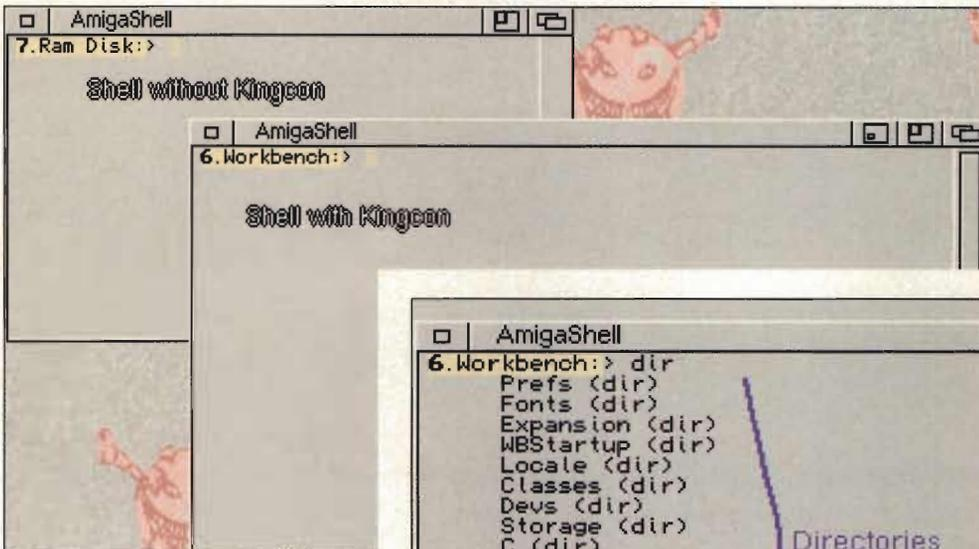 AmigaShell
7.Ram Disk:>
Shell without Kingcon
AmigaShell
6.Workbench:>
Shell with Kingcon
AmigaShell
6.Workbench:> dir
Prefs (dir)
Fonts (dir)
Expansion (dir)
WBStartup (dir)
Locale (dir)
Classes (dir)
Devs (dir)
Storage (dir)
C (dir)
Directories